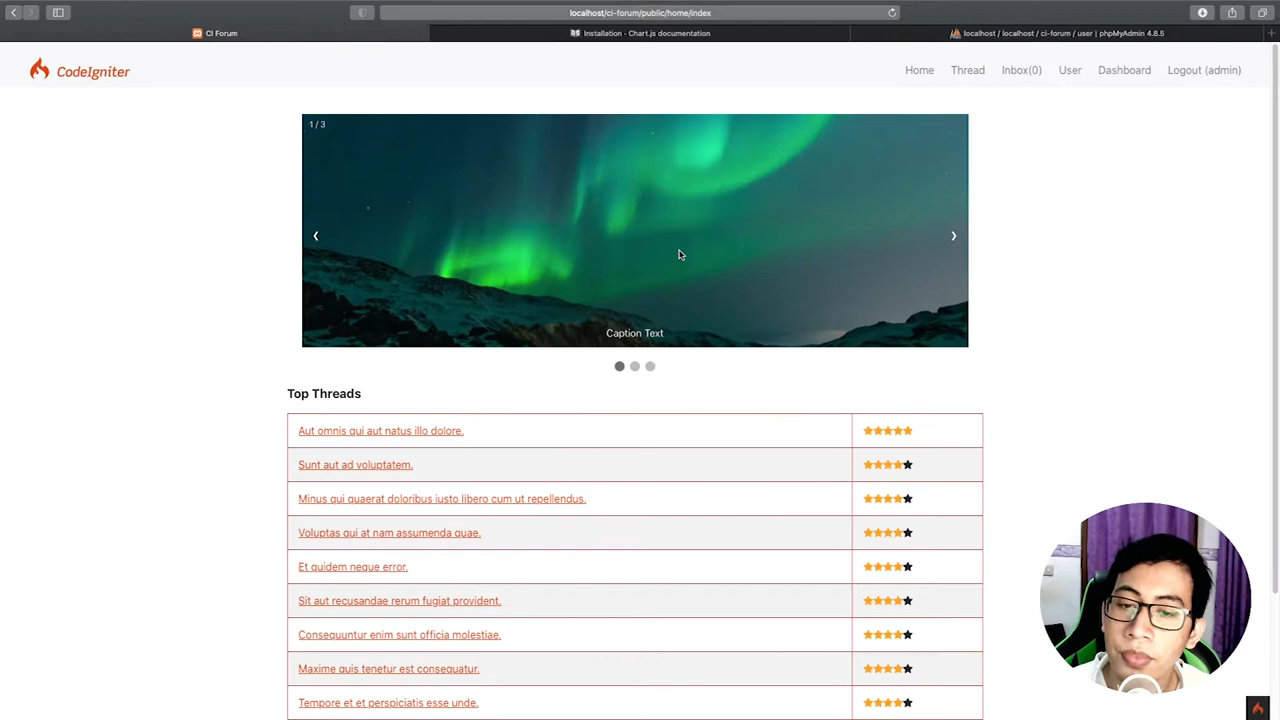 localhost/ci-forum/public/home/index
CI Forum
Installation - Chart.js documentation
localhost / localhost / ci-forum / user | phpMyAdmin 4.8.5
CodeIgniter
Home
Thread
Inbox(0)
User
Dashboard
Logout (admin)
1 / 3
❮
❯
Caption Text
Top Threads
Aut omnis qui aut natus illo dolore.
Sunt aut ad voluptatem.
Minus qui quaerat doloribus iusto libero cum ut repellendus.
Voluptas qui at nam assumenda quae.
Et quidem neque error.
Sit aut recusandae rerum fugiat provident.
Consequuntur enim sunt officia molestiae.
Maxime quis tenetur est consequatur.
Tempore et et perspiciatis esse unde.